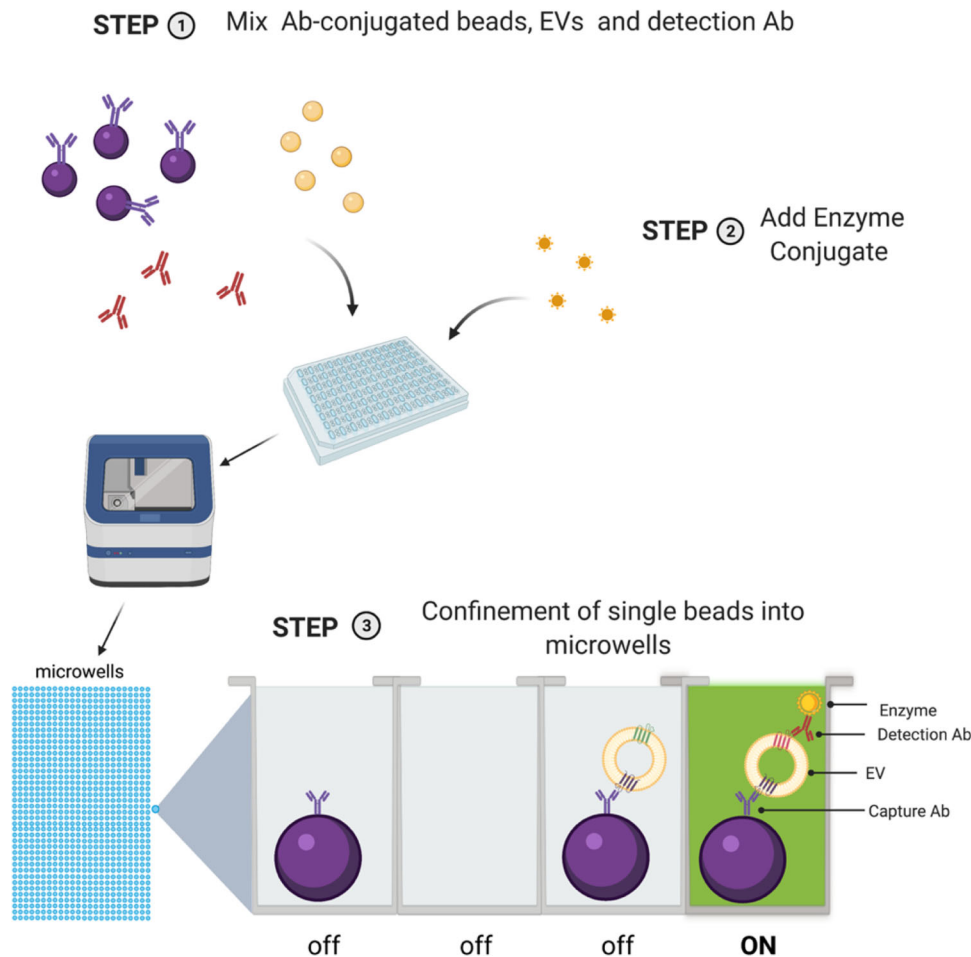 STEP 1 Mix Ab-conjugated beads, EVs and detection Ab
STEP 2 Add Enzyme
Conjugate
STEP 3 Confinement of single beads into
microwells
microwells
Enzyme
Detection Ab
EV
Capture Ab
off off off ON